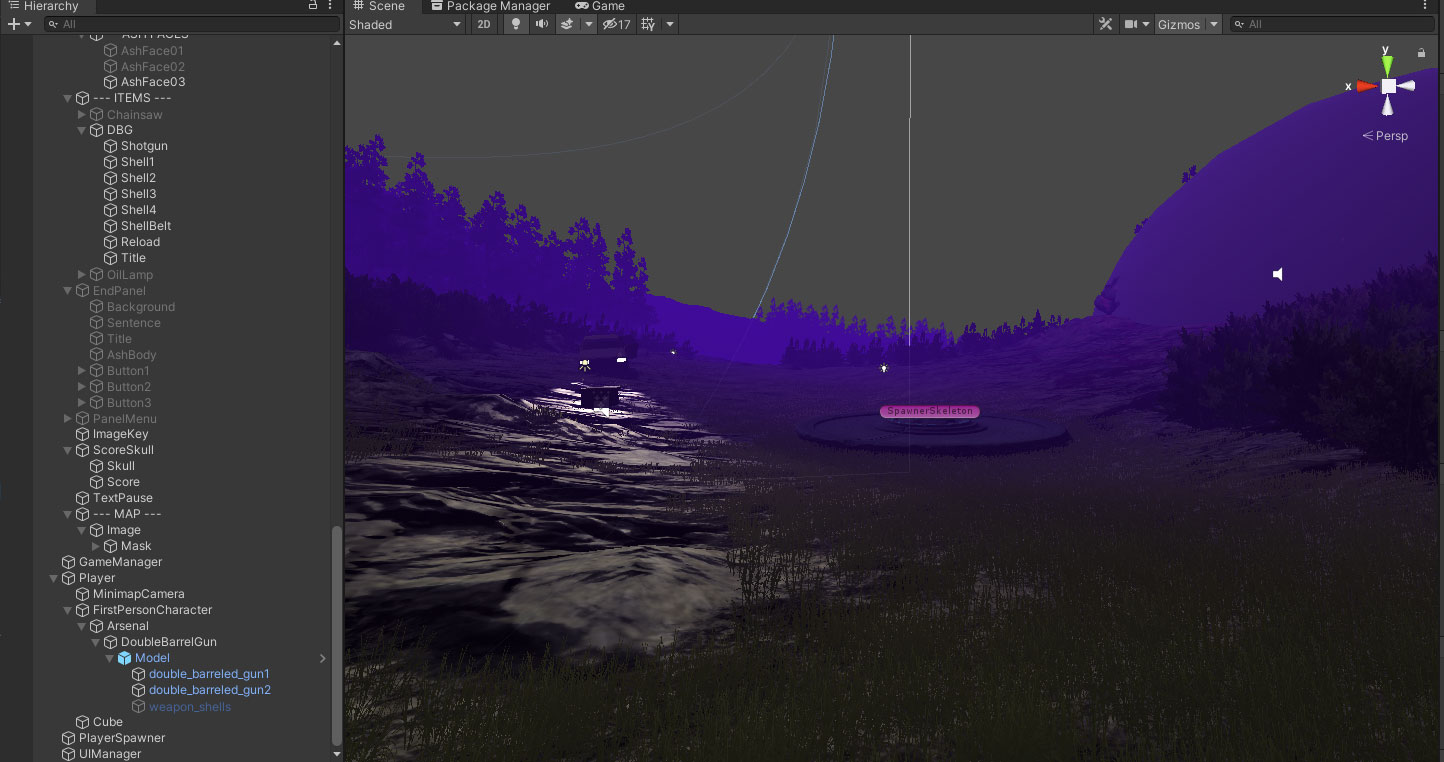 Hierarchy
Scene
Package Manager
Game
All
Shaded
2D
17
Gizmos
All
ASH FACES
AshFace01
AshFace02
AshFace03
--- ITEMS ---
Chainsaw
DBG
Shotgun
Shell1
Shell2
Shell3
Shell4
ShellBelt
Reload
Title
OilLamp
EndPanel
Background
Sentence
Title
AshBody
Button1
Button2
Button3
PanelMenu
ImageKey
ScoreSkull
Skull
Score
TextPause
--- MAP ---
Image
Mask
GameManager
Player
MinimapCamera
FirstPersonCharacter
Arsenal
DoubleBarrelGun
Model
double_barreled_gun1
double_barreled_gun2
weapon_shells
Cube
PlayerSpawner
UIManager
y
x
Persp
SpawnerSkeleton